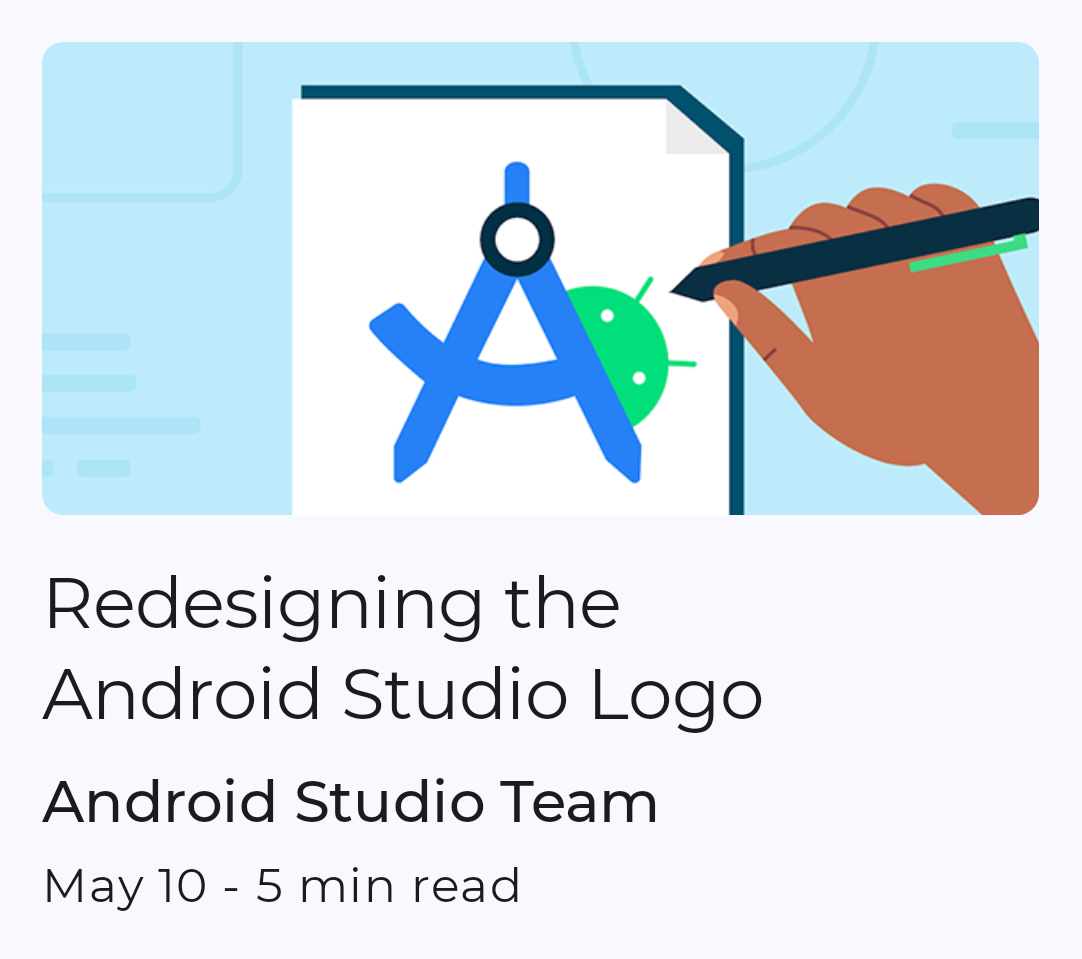 Redesigning the
Android Studio Logo
Android Studio Team
May 10 - 5 min read